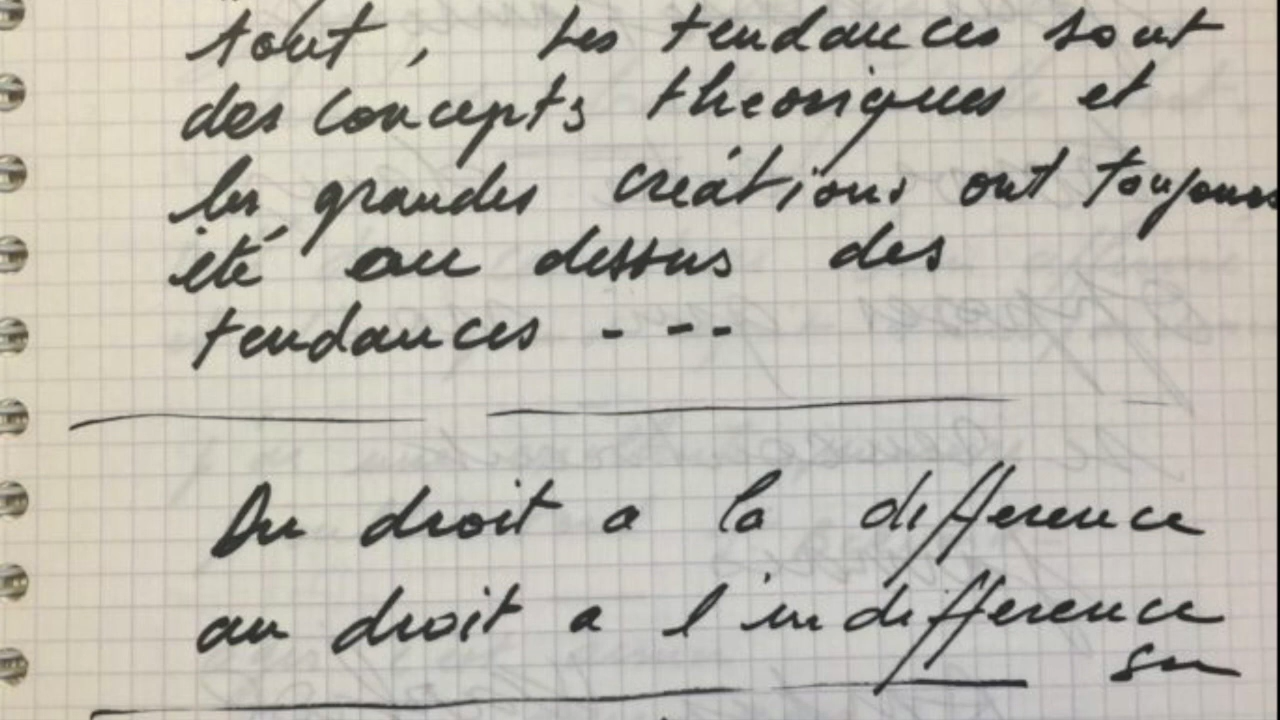 tout, les tendances sont
des concepts theoriques et
les grandes créations ont toujours
été au dessus des
tendances - - -
Du droit a la difference
au droit a l'indifference